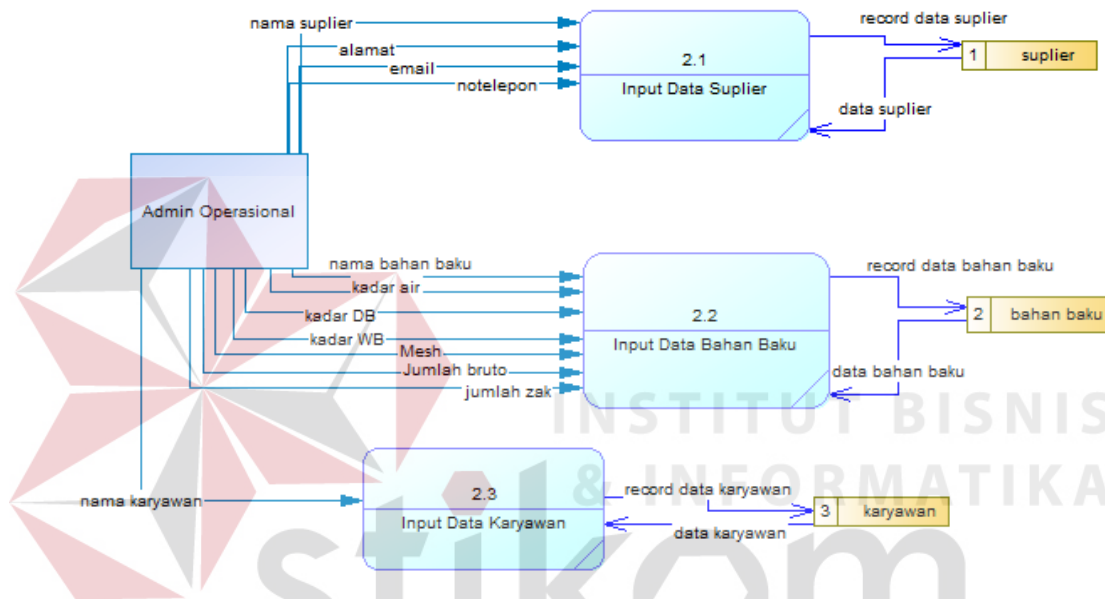 nama suplier
alamat
email
notelepon
2.1
Input Data Suplier
record data suplier
1 suplier
data suplier
Admin Operasional
nama bahan baku
kadar air
kadar DB
kadar WB
Mesh
Jumlah bruto
jumlah zak
2.2
Input Data Bahan Baku
record data bahan baku
2 bahan baku
data bahan baku
nama karyawan
2.3
Input Data Karyawan
record data karyawan
3 karyawan
data karyawan
INSTITUT BISNIS
& INFORMATIKA
stikom